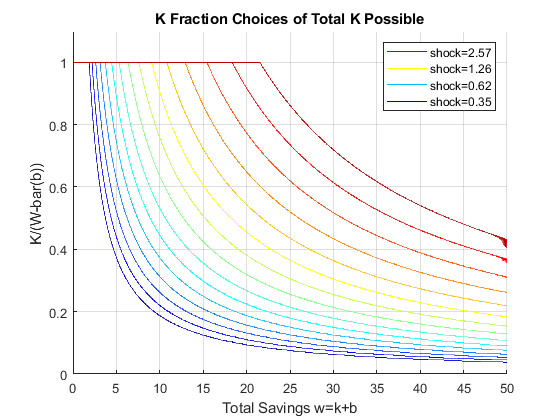 K Fraction Choices of Total K Possible
shock=2.57
shock=1.26
shock=0.62
shock=0.35
K/(W-bar(b))
1
0.8
0.6
0.4
0.2
0
0 5 10 15 20 25 30 35 40 45 50
Total Savings w=k+b